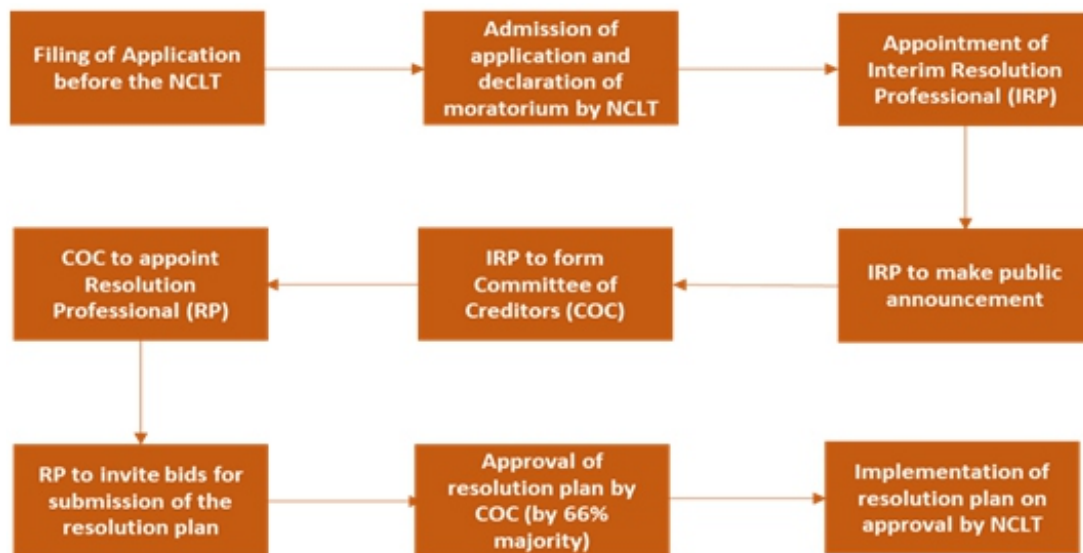 Filing of Application
before the NCLT
Admission of
application and
declaration of
moratorium by NCLT
Appointment of
Interim Resolution
Professional (IRP)
IRP to make public
announcement
IRP to form
Committee of
Creditors (COC)
COC to appoint
Resolution
Professional (RP)
RP to invite bids for
submission of the
resolution plan
Approval of
resolution plan by
COC (by 66%
majority)
Implementation of
resolution plan on
approval by NCLT